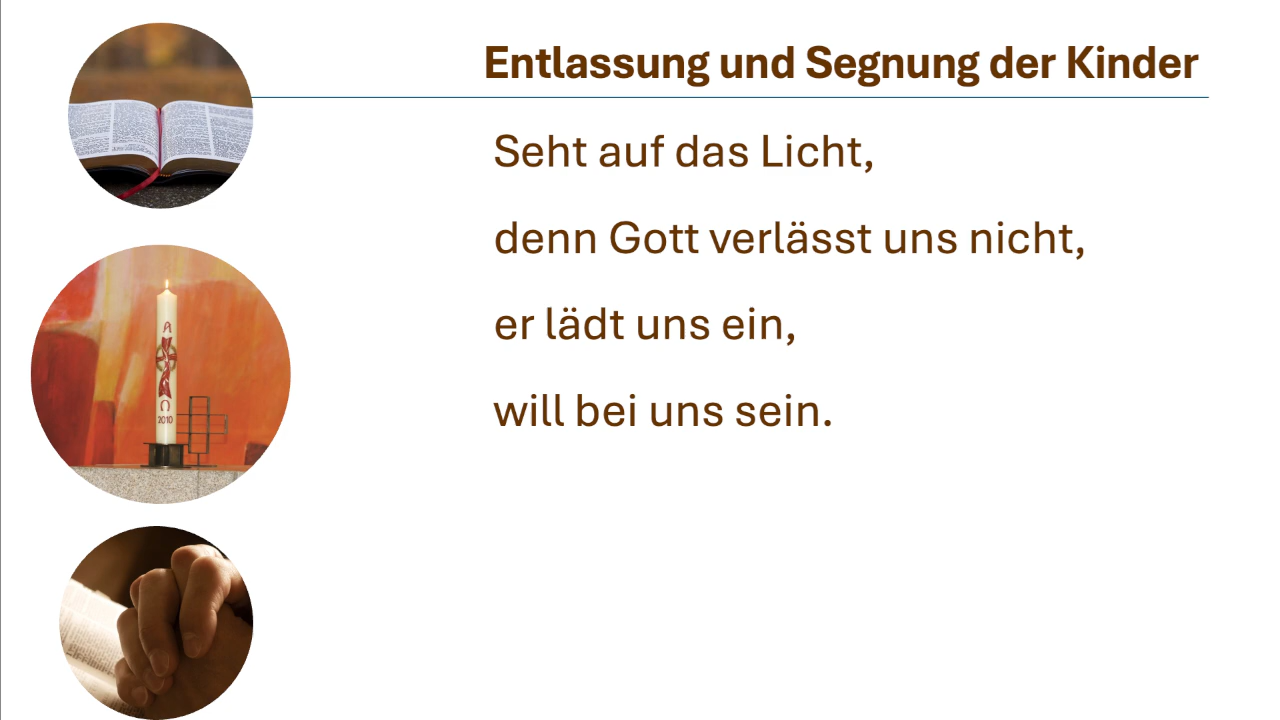 Entlassung und Segnung der Kinder
Seht auf das Licht,
denn Gott verlässt uns nicht,
er lädt uns ein,
will bei uns sein.
A
Ω
2010